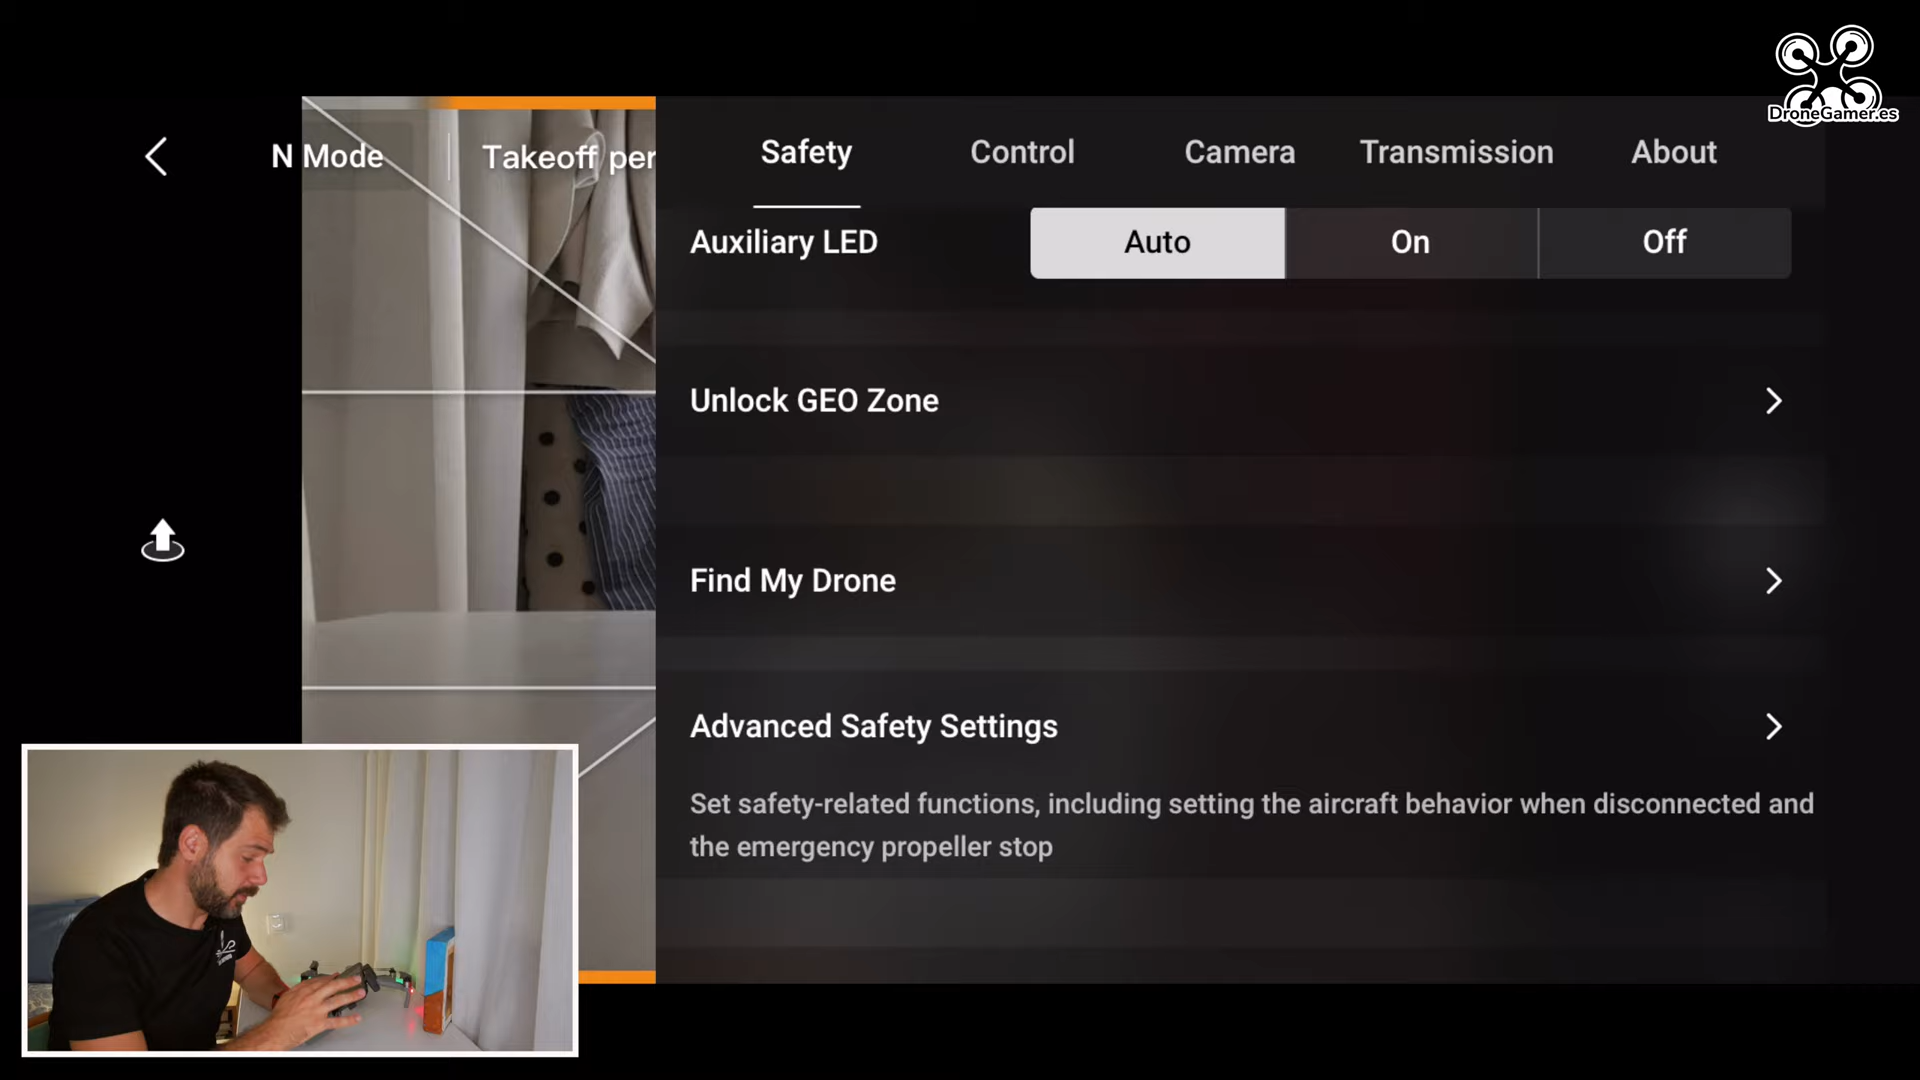 DroneGamer.es
N Mode
Takeoff per
Safety
Control
Camera
Transmission
About
Auxiliary LED
Auto
On
Off
Unlock GEO Zone
Find My Drone
Advanced Safety Settings
Set safety-related functions, including setting the aircraft behavior when disconnected and
the emergency propeller stop